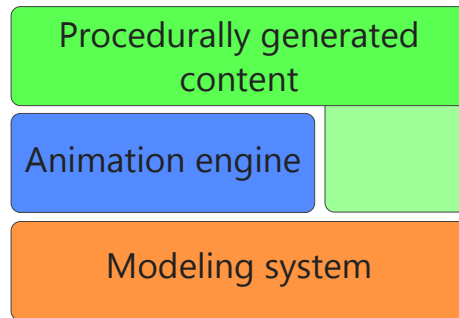 Procedurally generated
content
Animation engine
Modeling system